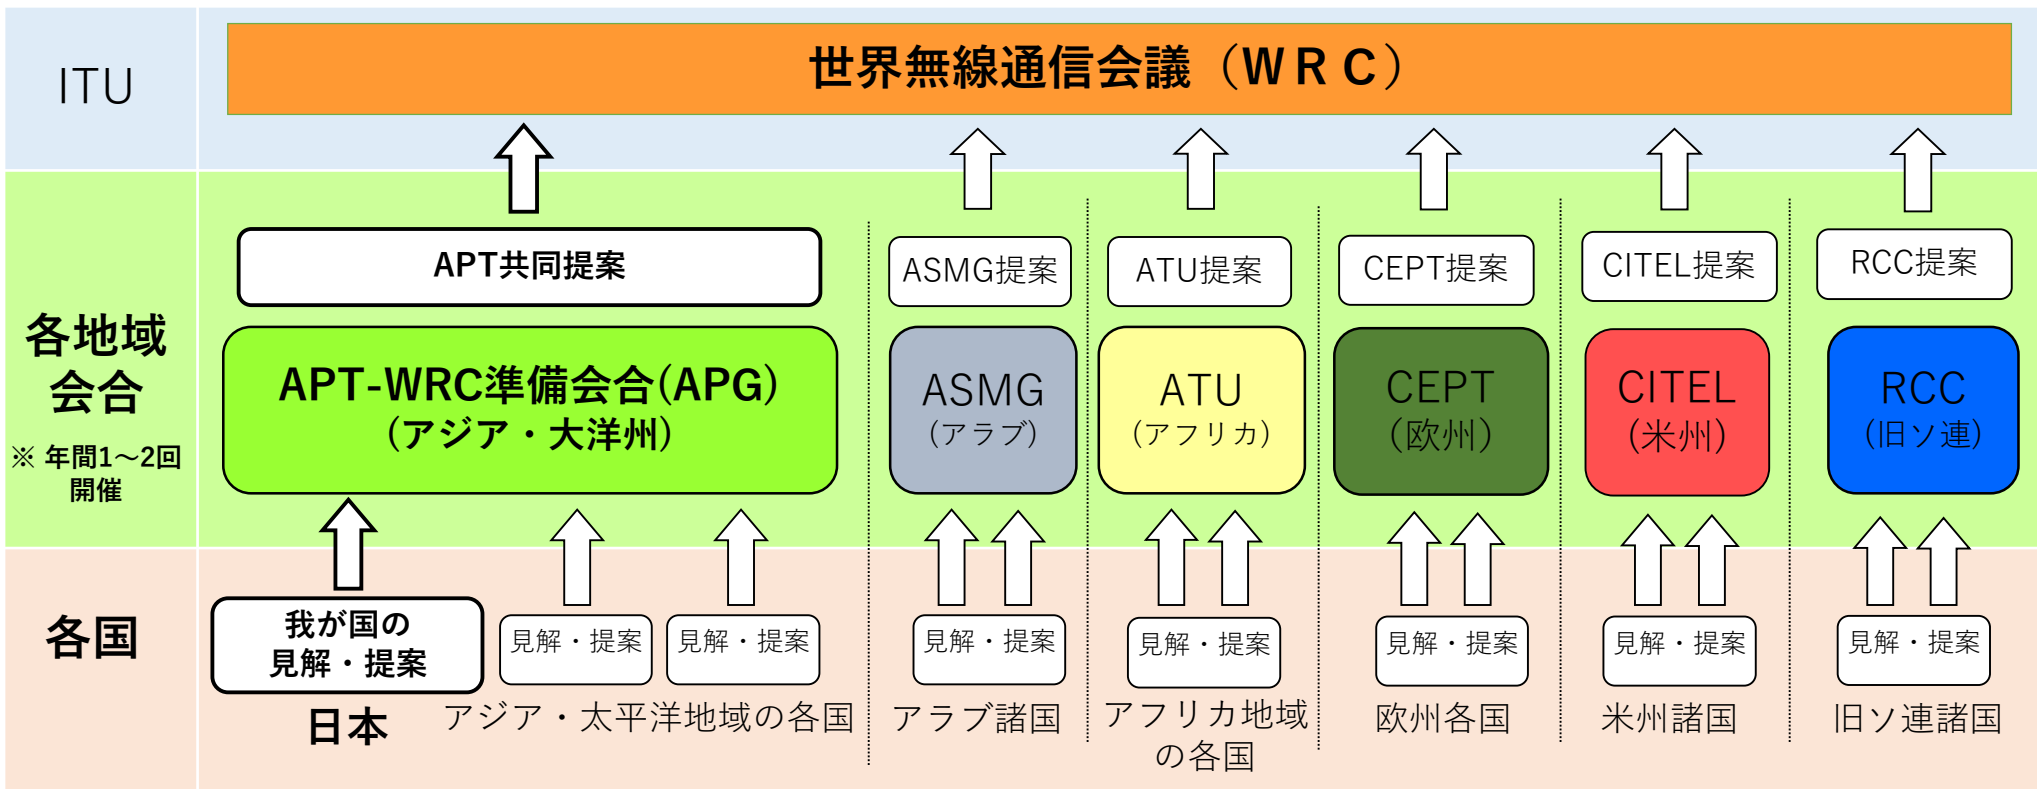 ITU
世界無線通信会議（ＷＲＣ）
各地域
会合
※ 年間1～2回
開催
APT共同提案
ASMG提案
ATU提案
CEPT提案
CITEL提案
RCC提案
APT-WRC準備会合(APG)
(アジア・大洋州)
ASMG
(アラブ)
ATU
(アフリカ)
CEPT
(欧州)
CITEL
(米州)
RCC
(旧ソ連)
各国
我が国の
見解・提案
日本
見解・提案
見解・提案
アジア・太平洋地域の各国
見解・提案
アラブ諸国
見解・提案
アフリカ地域
の各国
見解・提案
欧州各国
見解・提案
米州諸国
見解・提案
旧ソ連諸国